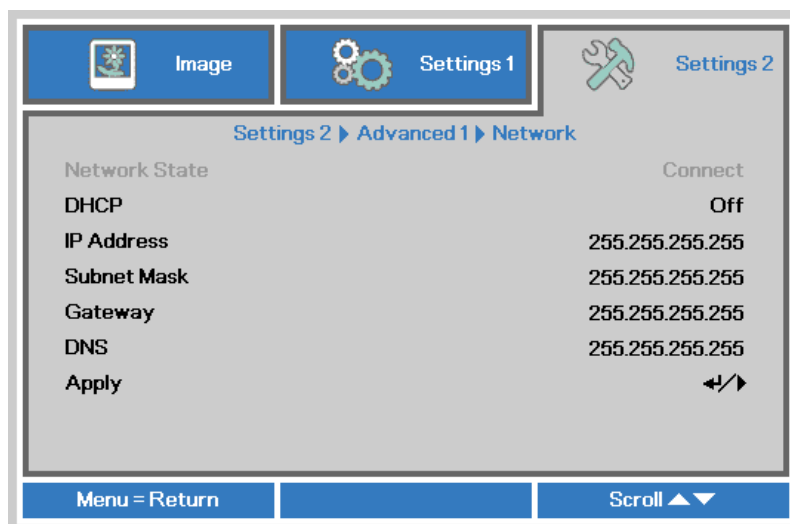 Image
Settings 1
Settings 2
Settings 2 ▶ Advanced 1 ▶ Network
Network State Connect
DHCP Off
IP Address 255.255.255.255
Subnet Mask 255.255.255.255
Gateway 255.255.255.255
DNS 255.255.255.255
Apply ↵/▶
Menu = Return
Scroll ▲▼